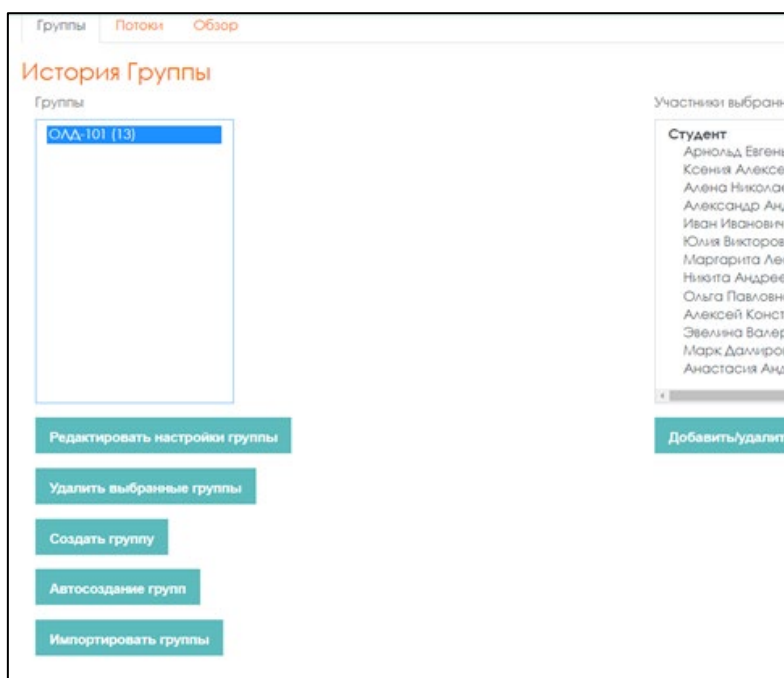 Группы Потоки Обзор
История Группы
Группы
ОЛД-101 (13)
Редактировать настройки группы
Удалить выбранные группы
Создать группу
Автосоздание групп
Импортировать группы
Участники
Студент
Арнольд
Ксения
Алена
Александр
Иван Иванович
Юлия
Маргарита
Никита
Ольга
Алексей
Эвелина
Марк
Анастасия